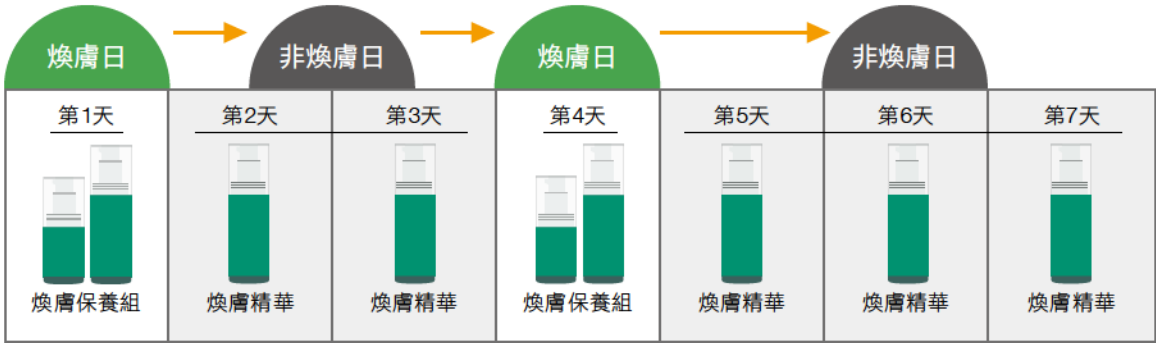 煥膚日
非煥膚日
煥膚日
非煥膚日
第1天
第2天
第3天
第4天
第5天
第6天
第7天
煥膚保養組
煥膚精華
煥膚精華
煥膚保養組
煥膚精華
煥膚精華
煥膚精華